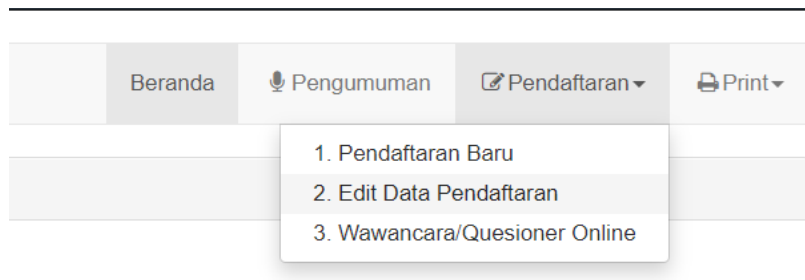 Beranda Pengumuman Pendaftaran Print
1. Pendaftaran Baru
2. Edit Data Pendaftaran
3. Wawancara/Quesioner Online